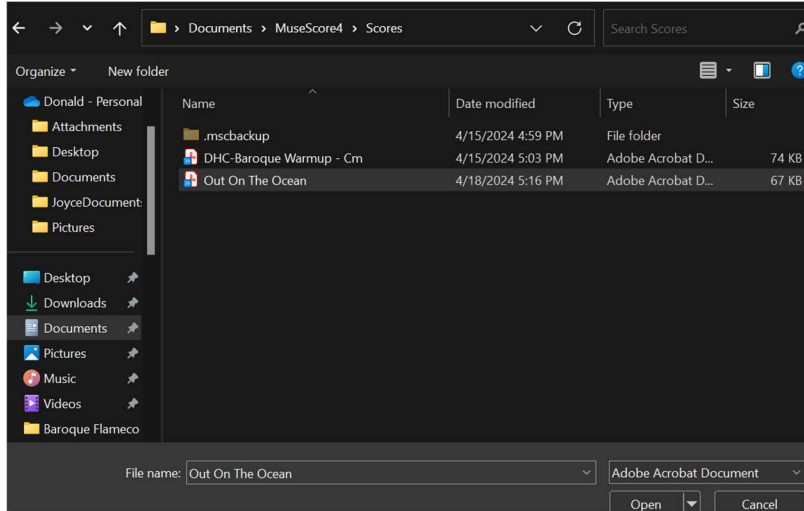 Documents > MuseScore4 > Scores
Search Scores
Organize
New folder
Donald - Personal
Attachments
Desktop
Documents
JoyceDocument
Pictures
Desktop
Downloads
Documents
Pictures
Music
Videos
Baroque Flameco
Name Date modified Type Size
.mscbackup 4/15/2024 4:59 PM File folder
DHC-Baroque Warmup - Cm 4/15/2024 5:03 PM Adobe Acrobat D... 74 KB
Out On The Ocean 4/18/2024 5:16 PM Adobe Acrobat D... 67 KB
File name: Out On The Ocean Adobe Acrobat Document
Open Cancel